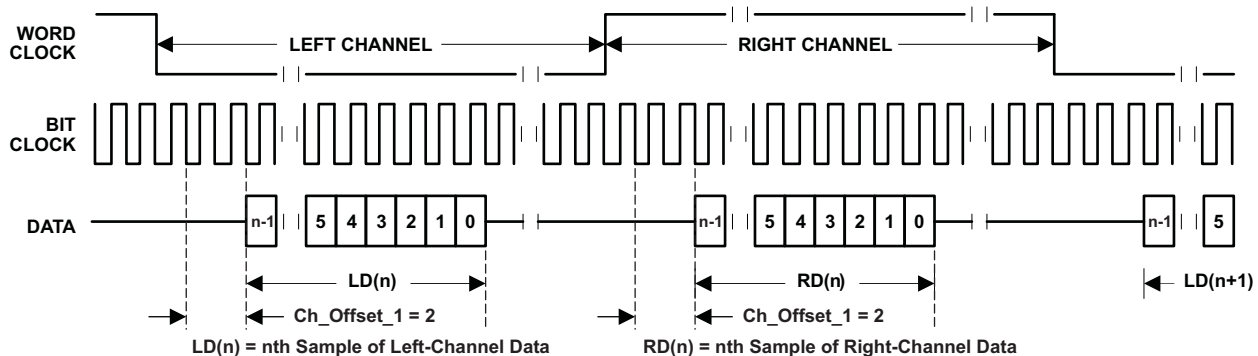 WORD
CLOCK
LEFT CHANNEL
RIGHT CHANNEL
BIT
CLOCK
DATA
n-1 5 4 3 2 1 0
n-1 5 4 3 2 1 0
n-1 5
LD(n)
RD(n)
LD(n+1)
Ch_Offset_1 = 2
Ch_Offset_1 = 2
LD(n) = nth Sample of Left-Channel Data
RD(n) = nth Sample of Right-Channel Data